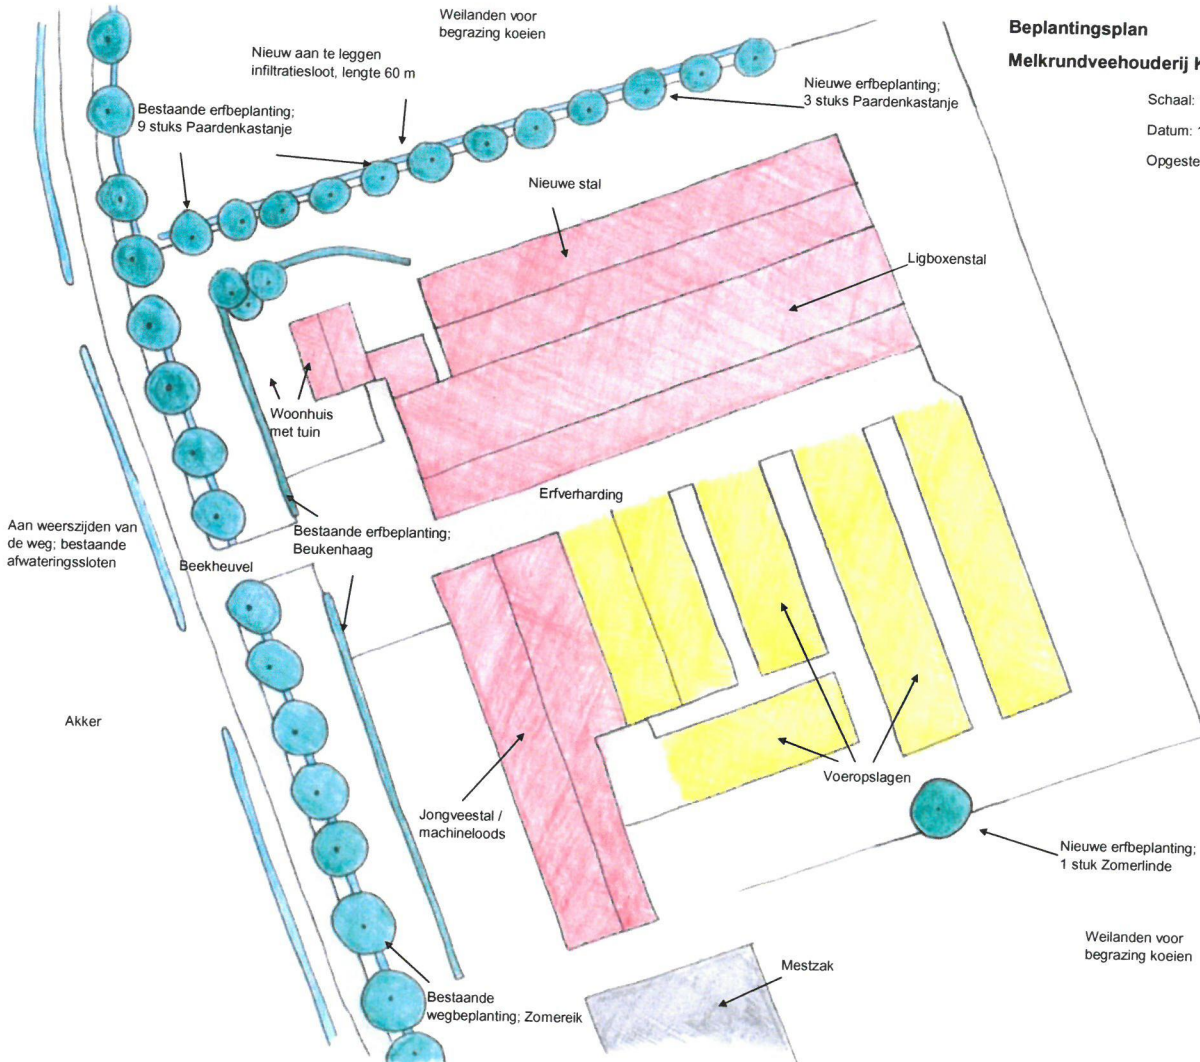 Weilanden voor
begrazing koeien
Beplantingsplan
Melkrundveehouderij
Nieuw aan te leggen
infiltratiesloot, lengte 60 m
Nieuwe erfbeplanting;
3 stuks Paardenkastanje
Schaal:
Bestaande erfbeplanting;
9 stuks Paardenkastanje
Datum:
Nieuwe stal
Ligboxenstal
Woonhuis
met tuin
Erfverharding
Aan weerszijden van
de weg; bestaande
afwateringssloten
Bestaande erfbeplanting;
Beukenhaag
Beekheuvel
Akker
Voeropslagen
Jongveestal /
machineloods
Nieuwe erfbeplanting;
1 stuk Zomerlinde
Weilanden voor
begrazing koeien
Mestzak
Bestaande
wegbeplanting; Zomereik